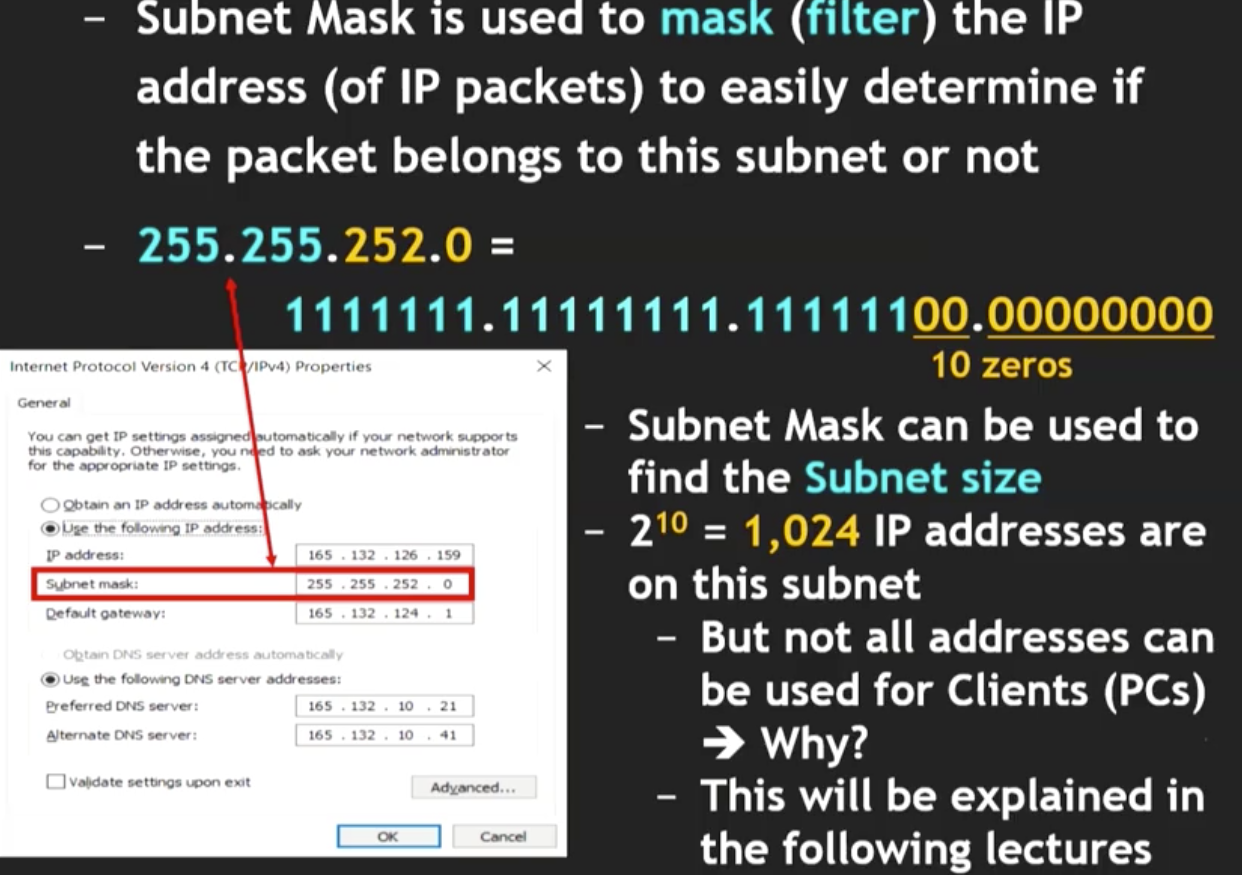 – Subnet Mask is used to mask (filter) the IP
address (of IP packets) to easily determine if
the packet belongs to this subnet or not
– 255.255.252.0 =
1111111.11111111.11111100.00000000
10 zeros
Internet Protocol Version 4 (TCP/IPv4) Properties
General
You can get IP settings assigned automatically if your network supports
this capability. Otherwise, you need to ask your network administrator
for the appropriate IP settings.
Obtain an IP address automatically
Use the following IP address:
IP address: 165 . 132 . 126 . 159
Subnet mask: 255 . 255 . 252 . 0
Default gateway: 165 . 132 . 124 . 1
Obtain DNS server address automatically
Use the following DNS server addresses:
Preferred DNS server: 165 . 132 . 10 . 21
Alternate DNS server: 165 . 132 . 10 . 41
Validate settings upon exit
Advanced...
OK Cancel
– Subnet Mask can be used to
find the Subnet size
– 2¹⁰ = 1,024 IP addresses are
on this subnet
– But not all addresses can
be used for Clients (PCs)
➔ Why?
– This will be explained in
the following lectures